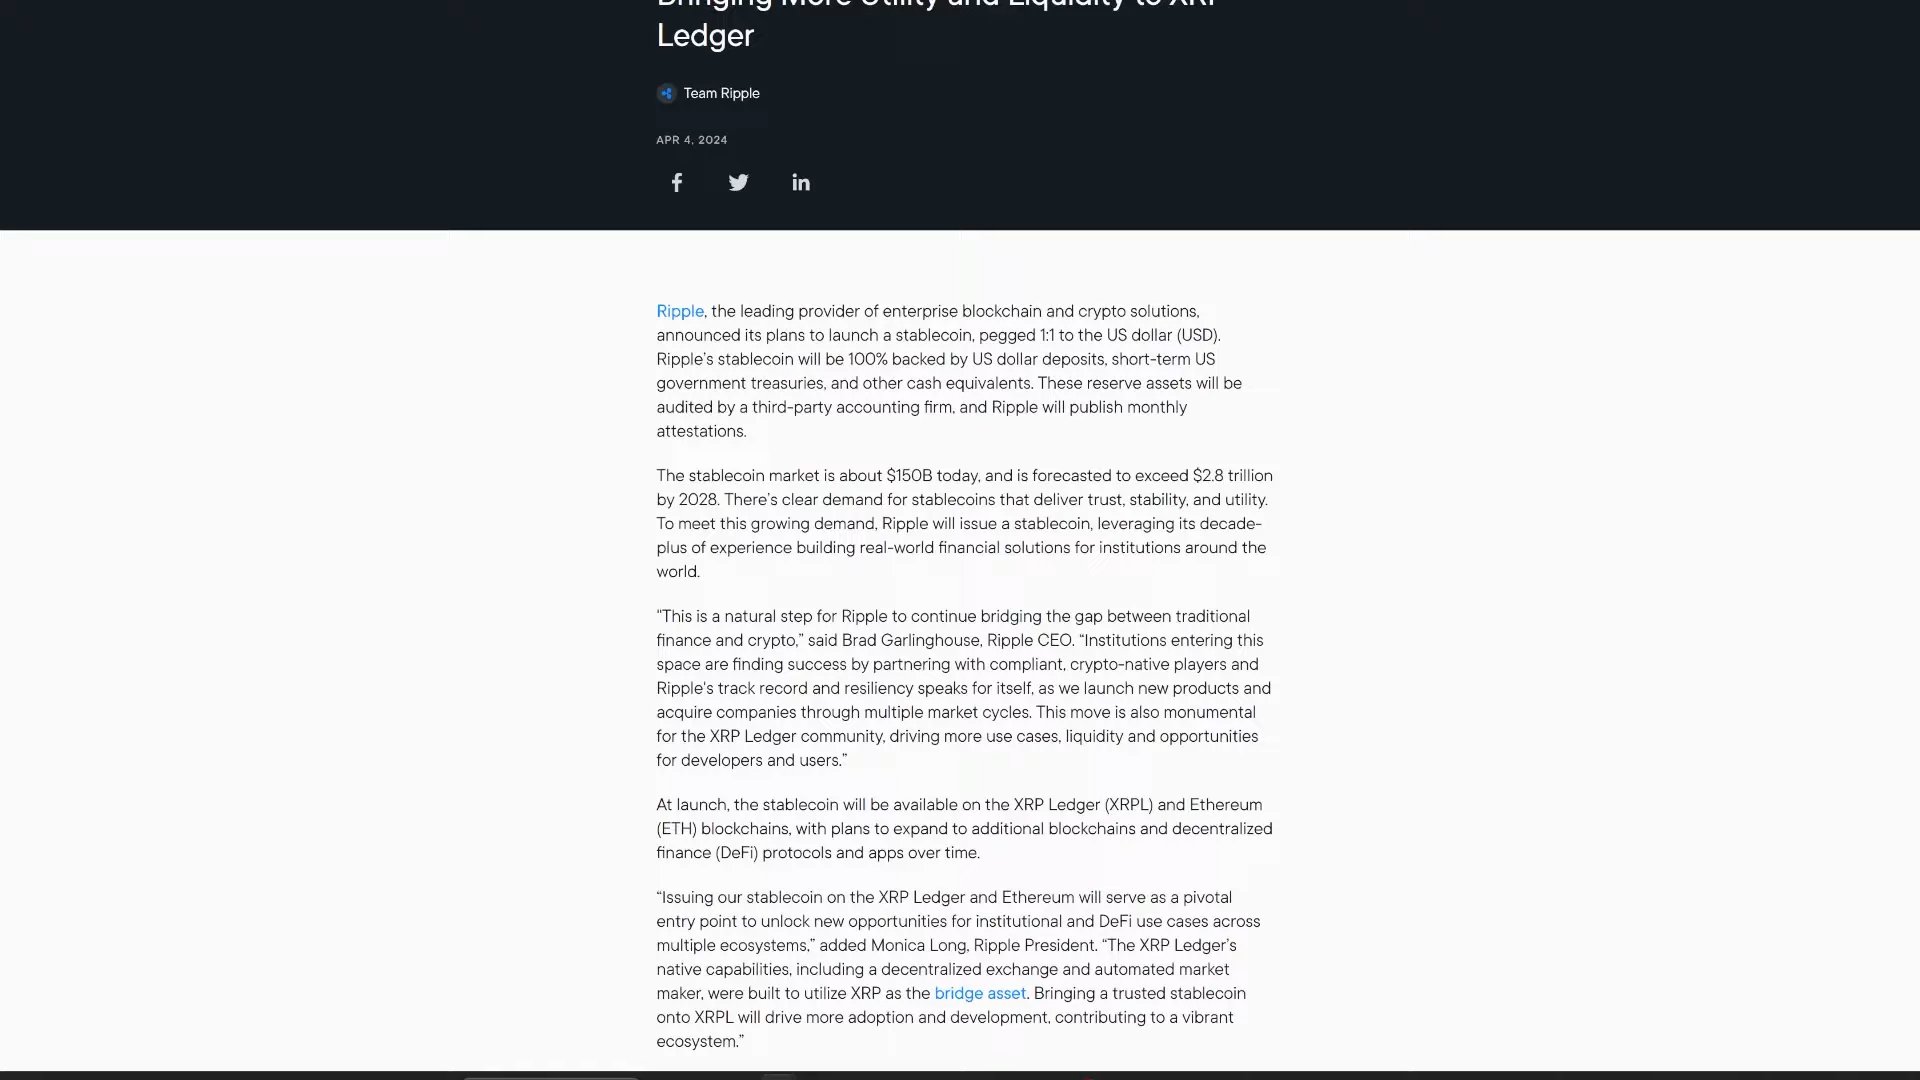 Bringing More Utility and Liquidity to XRP
Ledger
Team Ripple
APR 4, 2024
Ripple, the leading provider of enterprise blockchain and crypto solutions,
announced its plans to launch a stablecoin, pegged 1:1 to the US dollar (USD).
Ripple’s stablecoin will be 100% backed by US dollar deposits, short-term US
government treasuries, and other cash equivalents. These reserve assets will be
audited by a third-party accounting firm, and Ripple will publish monthly
attestations.
The stablecoin market is about $150B today, and is forecasted to exceed $2.8 trillion
by 2028. There’s clear demand for stablecoins that deliver trust, stability, and utility.
To meet this growing demand, Ripple will issue a stablecoin, leveraging its decade-
plus of experience building real-world financial solutions for institutions around the
world.
"This is a natural step for Ripple to continue bridging the gap between traditional
finance and crypto,” said Brad Garlinghouse, Ripple CEO. “Institutions entering this
space are finding success by partnering with compliant, crypto-native players and
Ripple's track record and resiliency speaks for itself, as we launch new products and
acquire companies through multiple market cycles. This move is also monumental
for the XRP Ledger community, driving more use cases, liquidity and opportunities
for developers and users.”
At launch, the stablecoin will be available on the XRP Ledger (XRPL) and Ethereum
(ETH) blockchains, with plans to expand to additional blockchains and decentralized
finance (DeFi) protocols and apps over time.
“Issuing our stablecoin on the XRP Ledger and Ethereum will serve as a pivotal
entry point to unlock new opportunities for institutional and DeFi use cases across
multiple ecosystems,” added Monica Long, Ripple President. “The XRP Ledger’s
native capabilities, including a decentralized exchange and automated market
maker, were built to utilize XRP as the bridge asset. Bringing a trusted stablecoin
onto XRPL will drive more adoption and development, contributing to a vibrant
ecosystem.”